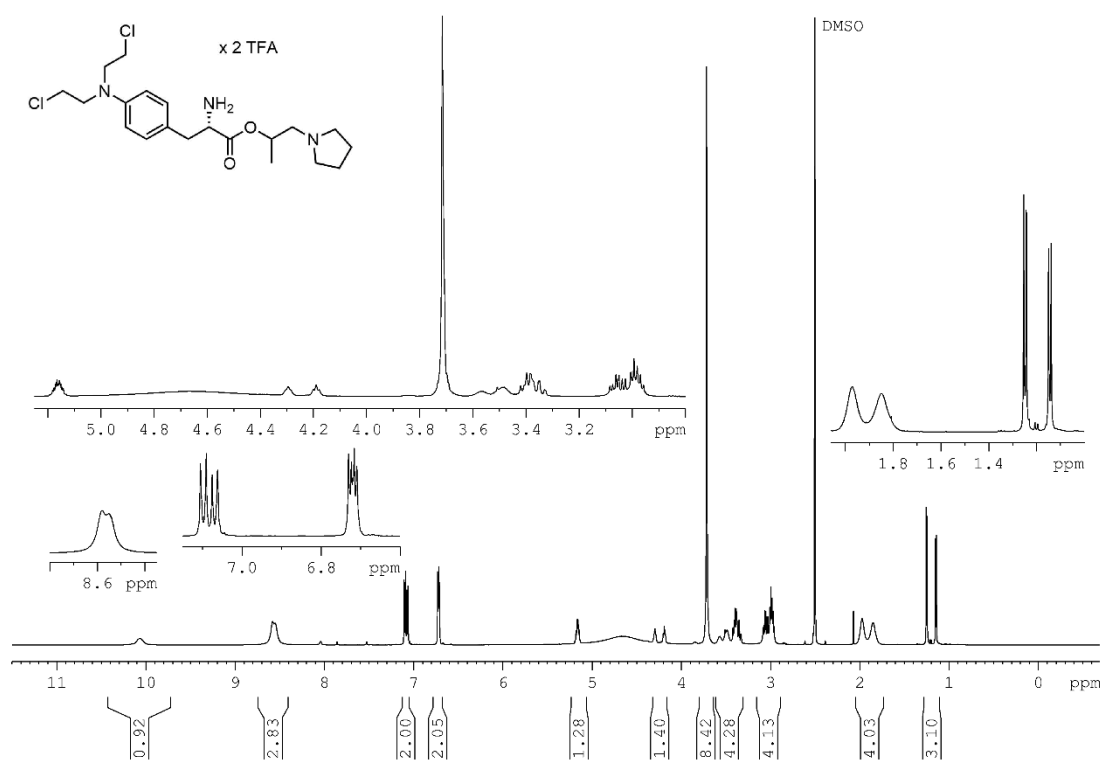 Cl
x 2 TFA
DMSO
Cl
N
NH2
O
N
O
5.0 4.8 4.6 4.4 4.2 4.0 3.8 3.6 3.4 3.2 ppm
1.8 1.6 1.4 ppm
8.6 ppm
7.0 6.8 ppm
11 10 9 8 7 6 5 4 3 2 1 0 ppm
0.92 2.83 2.00 2.05 1.28 1.40 8.42 4.28 4.13 4.03 3.10